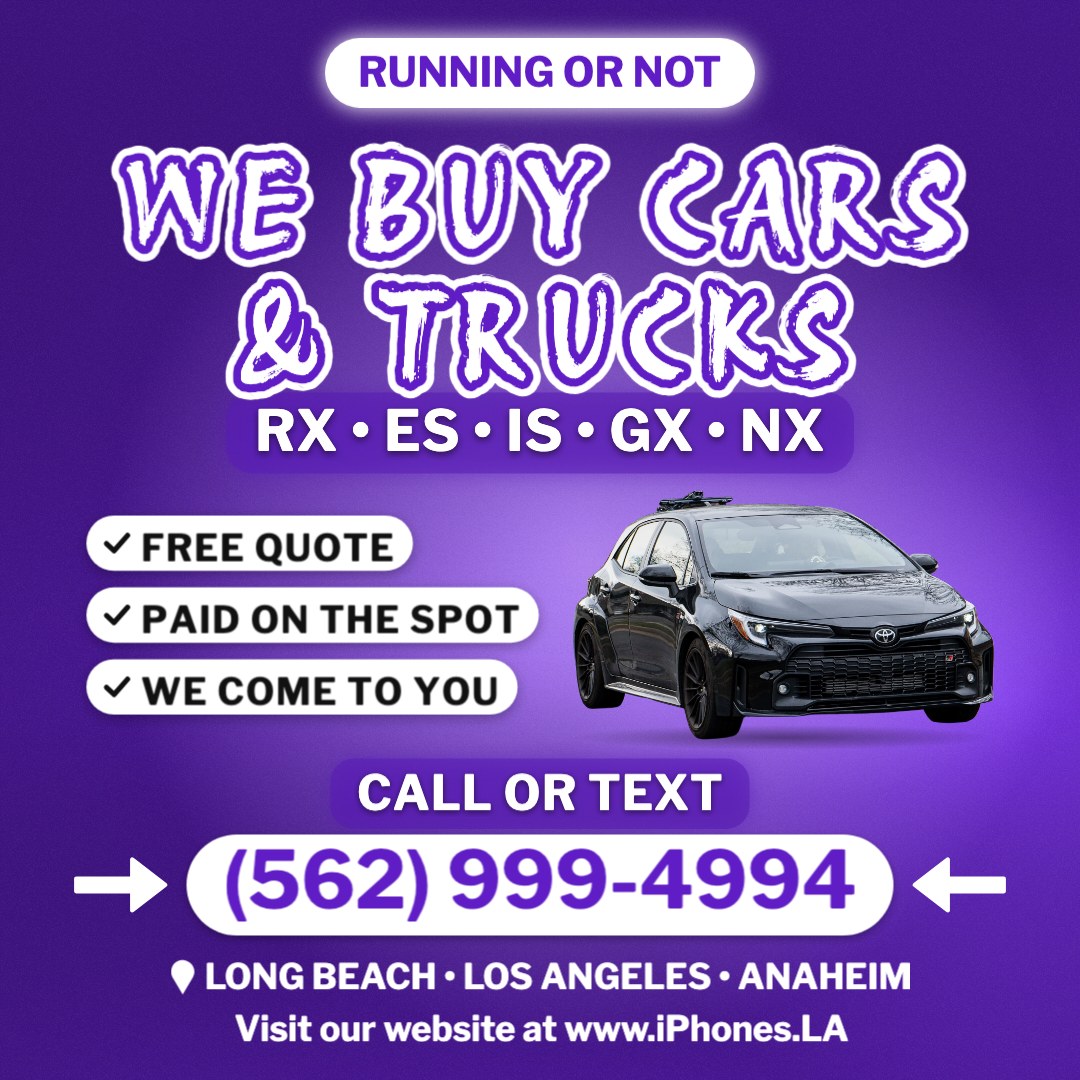 RUNNING OR NOT
WE BUY CARS
& TRUCKS
RX • ES • IS • GX • NX
✓ FREE QUOTE
✓ PAID ON THE SPOT
✓ WE COME TO YOU
CALL OR TEXT
(562) 999-4994
LONG BEACH • LOS ANGELES • ANAHEIM
Visit our website at www.iPhones.LA